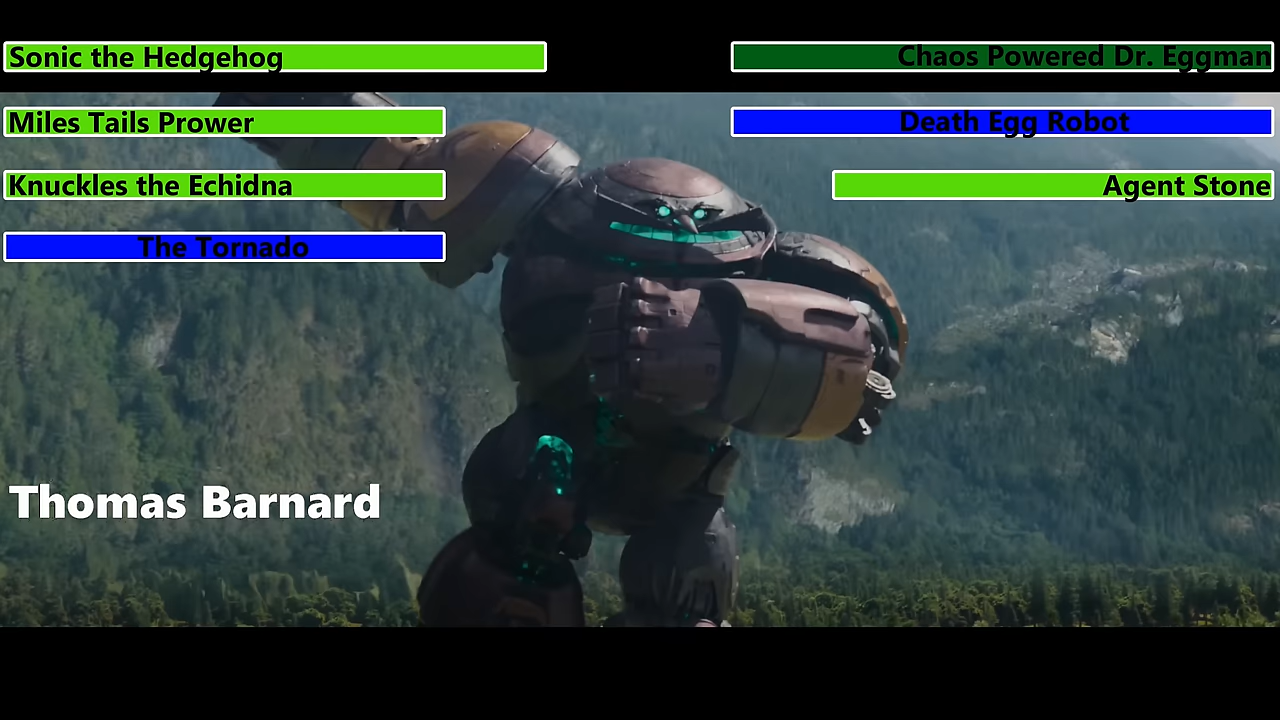 Sonic the Hedgehog
Chaos Powered Dr. Eggman
Miles Tails Prower
Death Egg Robot
Knuckles the Echidna
Agent Stone
The Tornado
Thomas Barnard